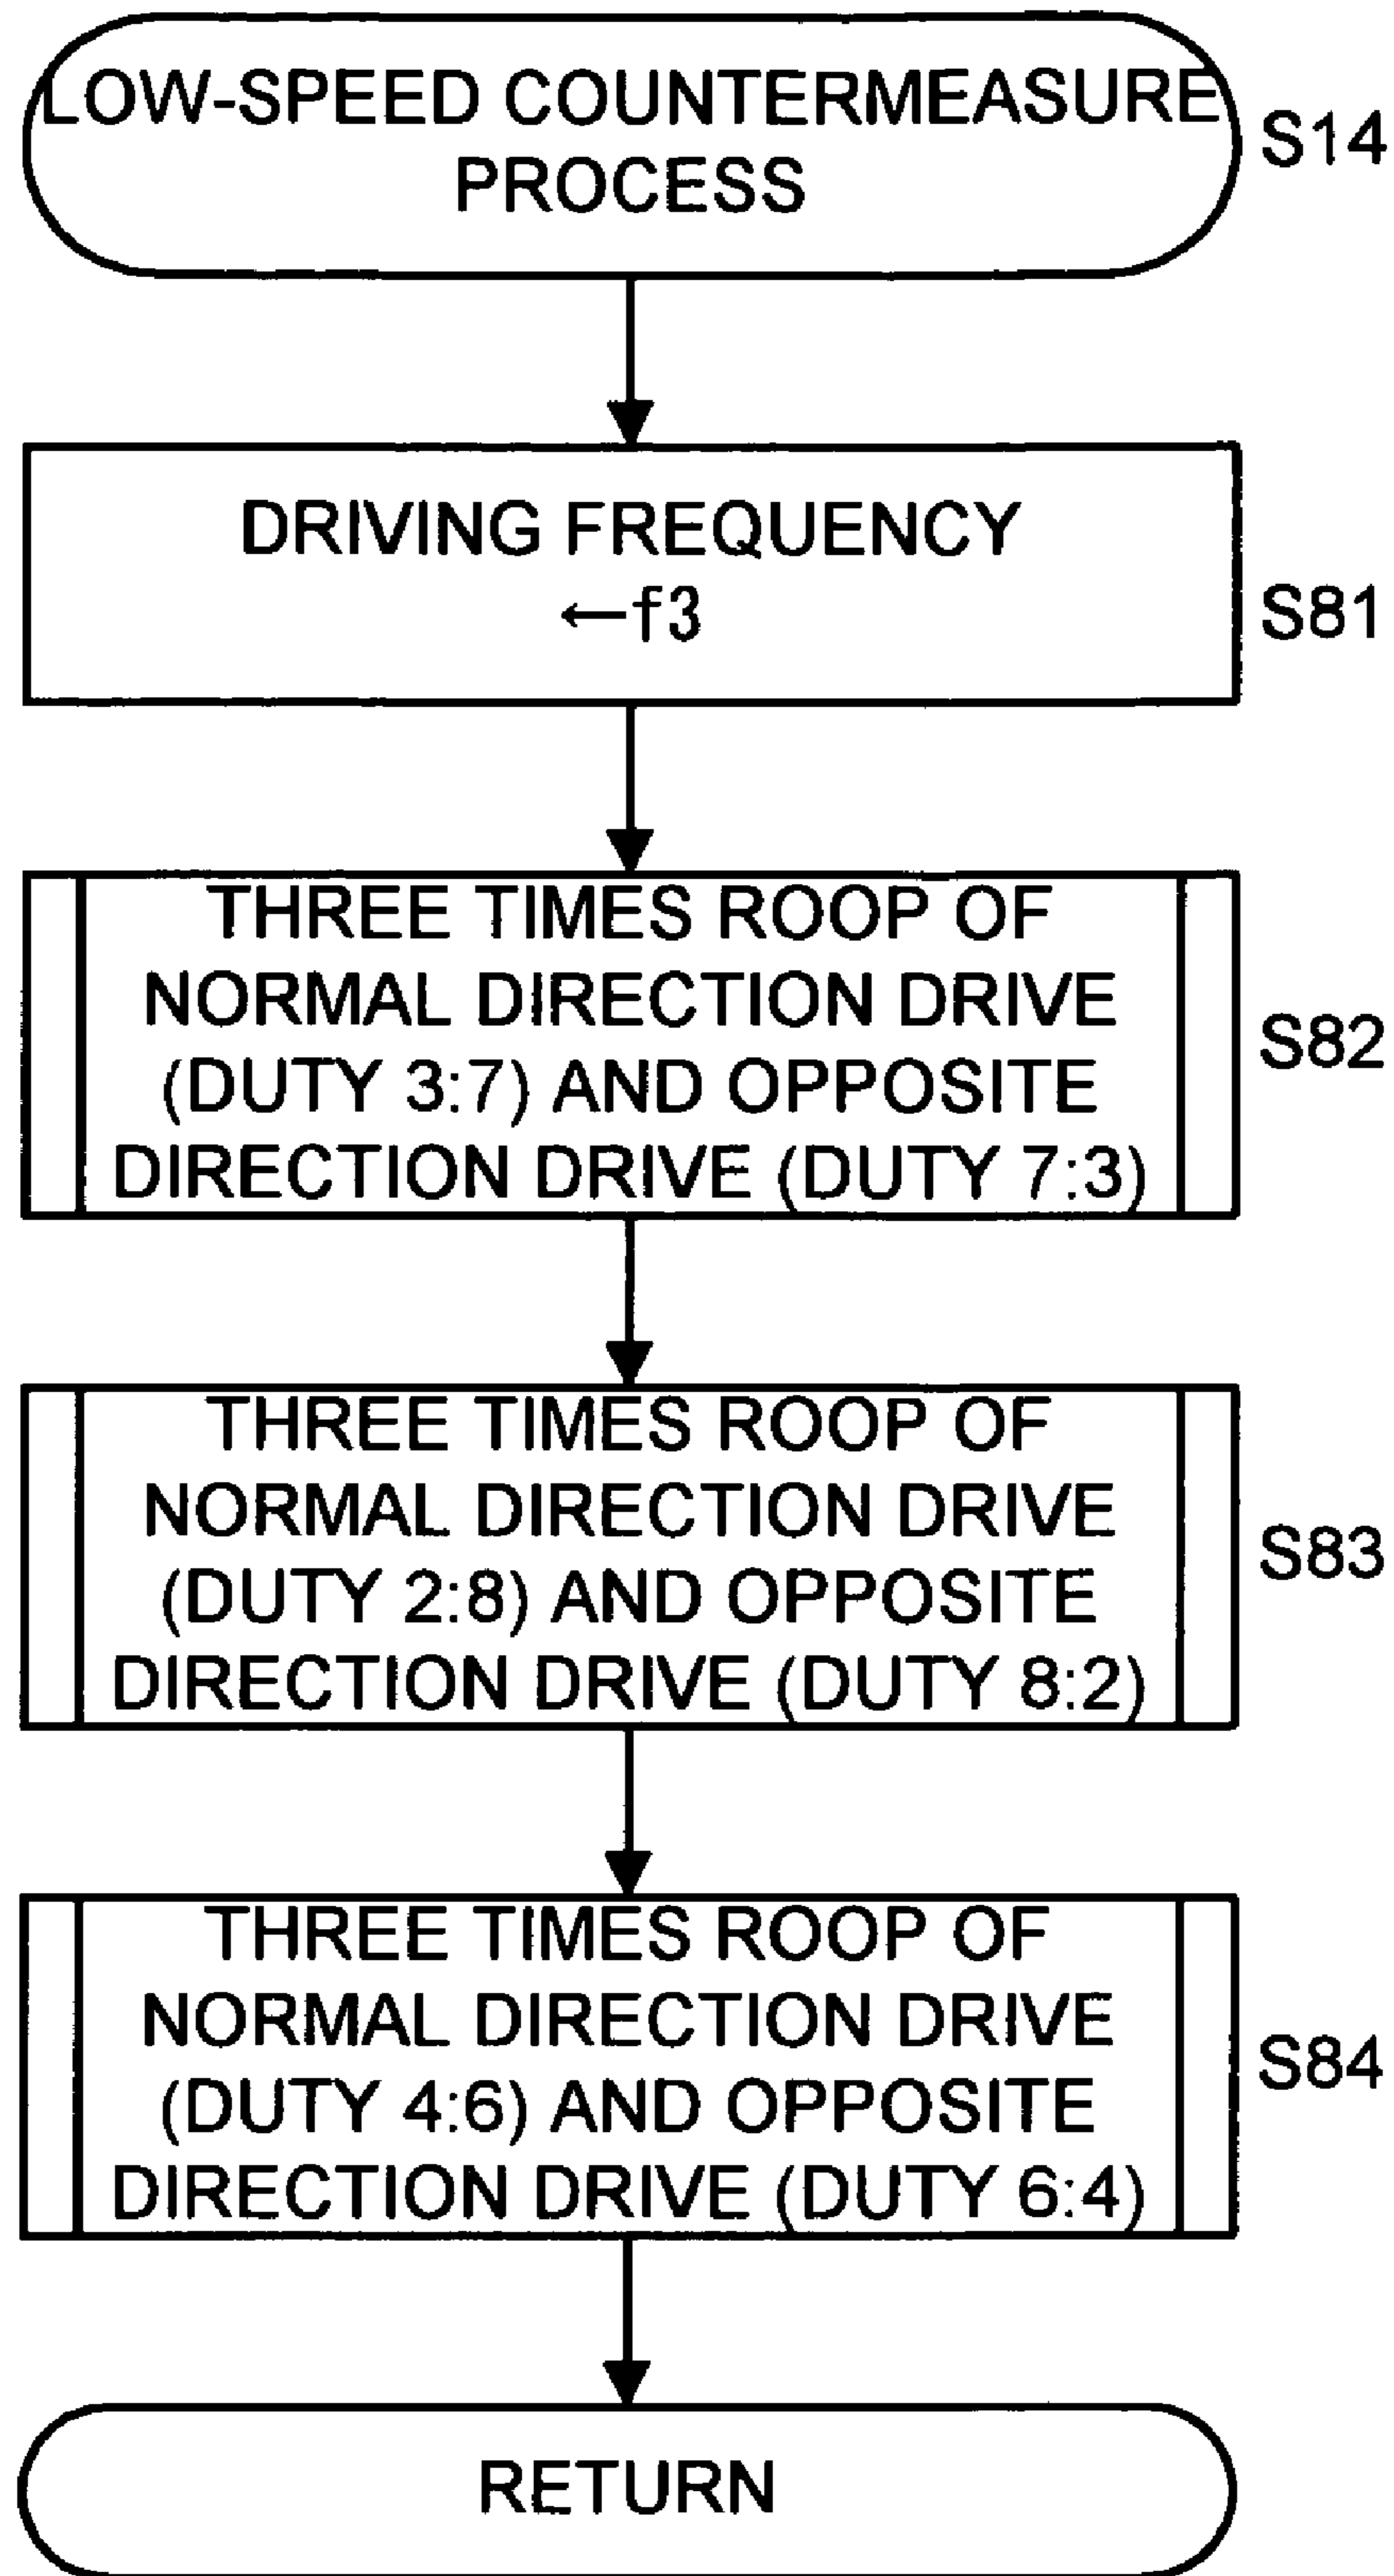 LOW-SPEED COUNTERMEASURE
PROCESS
S14
DRIVING FREQUENCY
←f3
S81
THREE TIMES ROOP OF
NORMAL DIRECTION DRIVE
(DUTY 3:7) AND OPPOSITE
DIRECTION DRIVE (DUTY 7:3)
S82
THREE TIMES ROOP OF
NORMAL DIRECTION DRIVE
(DUTY 2:8) AND OPPOSITE
DIRECTION DRIVE (DUTY 8:2)
S83
THREE TIMES ROOP OF
NORMAL DIRECTION DRIVE
(DUTY 4:6) AND OPPOSITE
DIRECTION DRIVE (DUTY 6:4)
S84
RETURN